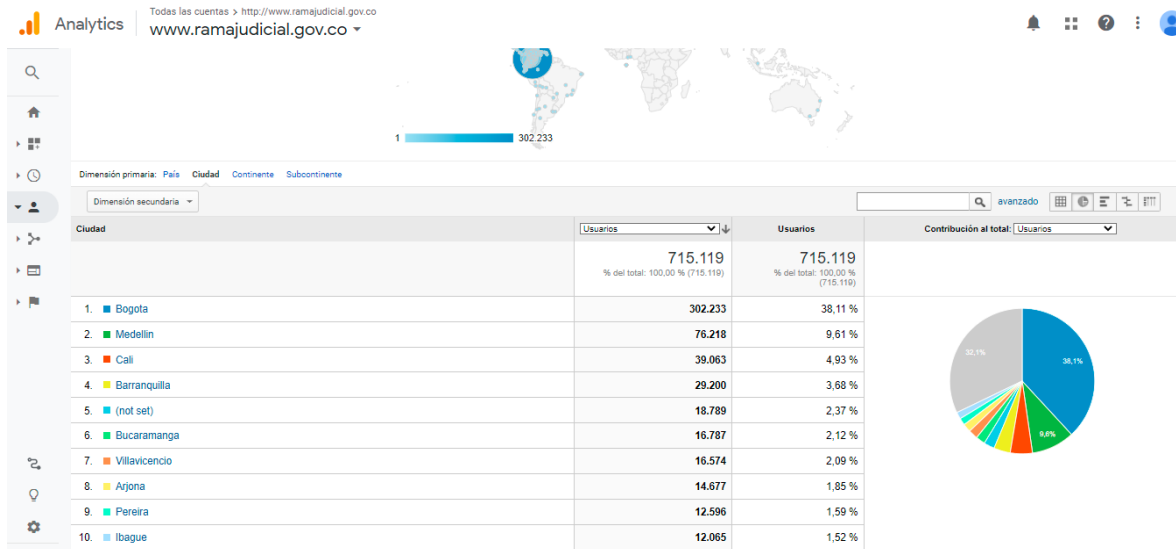 Analytics
Todas las cuentas > http://www.ramajudicial.gov.co
www.ramajudicial.gov.co
1 302.233
Dimensión primaria: País Ciudad Continente Subcontinente
Dimensión secundaria
avanzado
Ciudad Usuarios Usuarios Contribución al total: Usuarios
715.119 715.119
% del total: 100,00 % (715.119) % del total: 100,00 %
(715.119)
1. Bogota 302.233 38,11 %
2. Medellin 76.218 9,61 %
3. Cali 39.063 4,93 %
4. Barranquilla 29.200 3,68 %
5. (not set) 18.789 2,37 %
6. Bucaramanga 16.787 2,12 %
7. Villavicencio 16.574 2,09 %
8. Arjona 14.677 1,85 %
9. Pereira 12.596 1,59 %
10. Ibague 12.065 1,52 %
32,1%
38,1%
9,6%